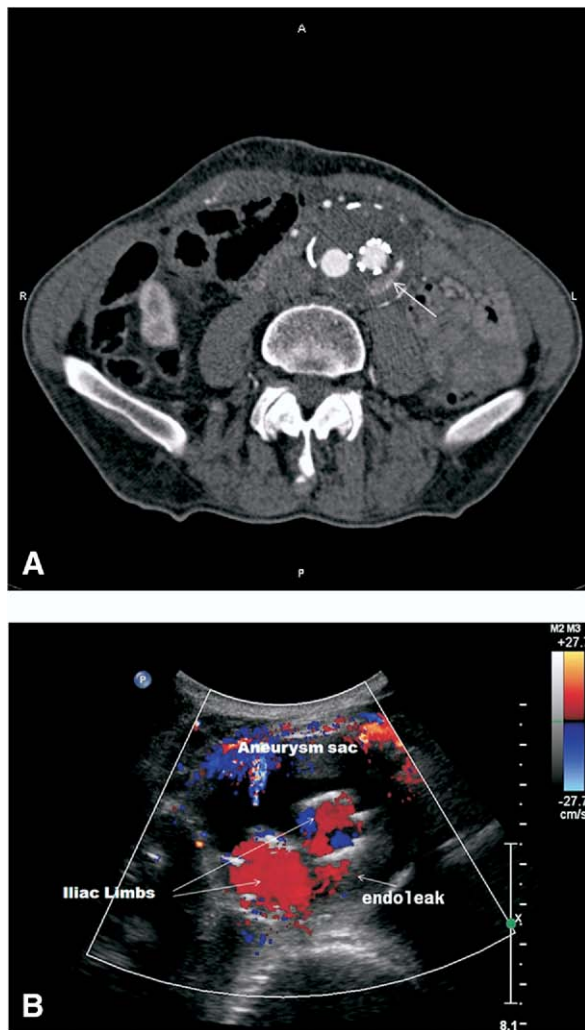 A
R
L
A
P
M2 M3
+27.7
P
Aneurysm sac
-27.7
cm/s
Iliac Limbs
endoleak
X
B
8.1